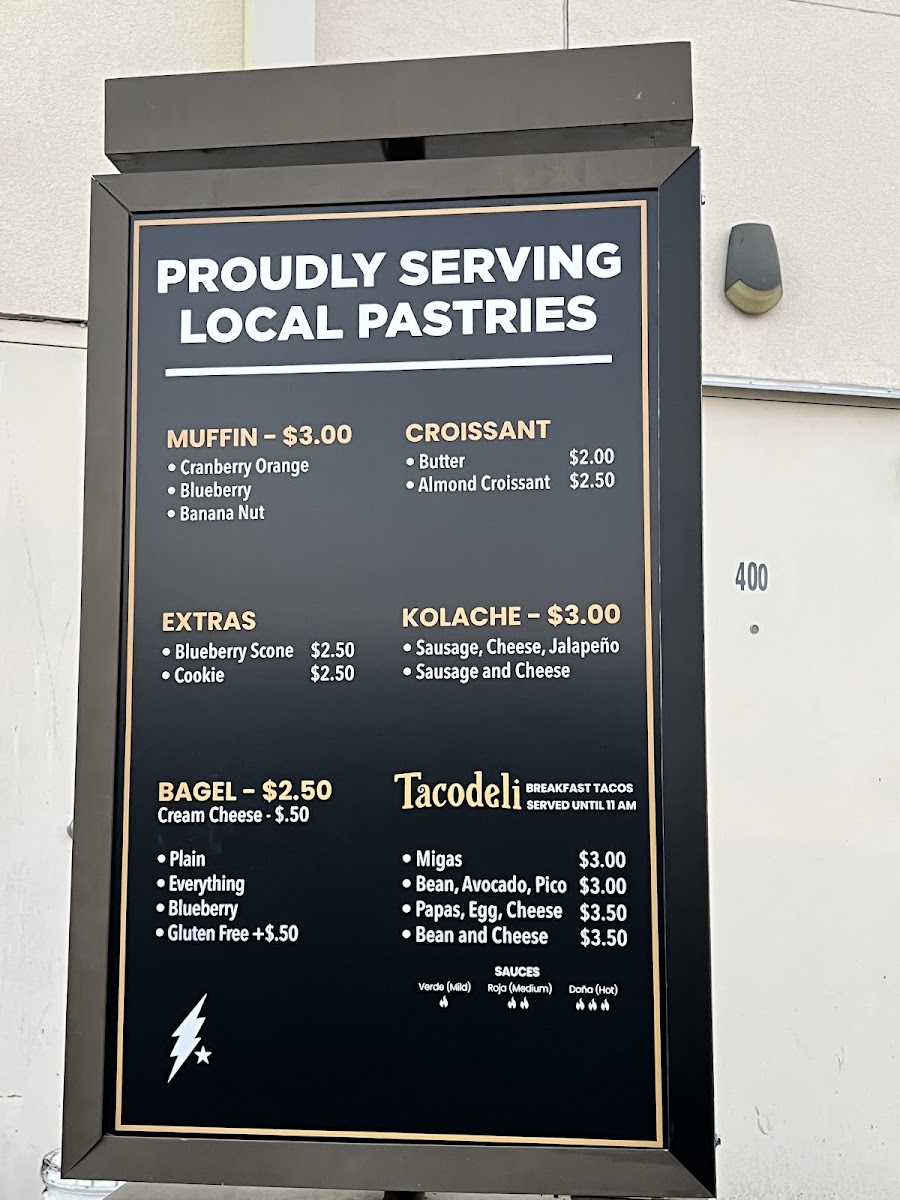 PROUDLY SERVING
LOCAL PASTRIES
MUFFIN - $3.00
• Cranberry Orange
• Blueberry
• Banana Nut
CROISSANT
• Butter $2.00
• Almond Croissant $2.50
EXTRAS
• Blueberry Scone $2.50
• Cookie $2.50
KOLACHE - $3.00
• Sausage, Cheese, Jalapeño
• Sausage and Cheese
BAGEL - $2.50
Cream Cheese - $.50
• Plain
• Everything
• Blueberry
• Gluten Free +$.50
Tacodeli BREAKFAST TACOS
SERVED UNTIL 11 AM
• Migas $3.00
• Bean, Avocado, Pico $3.00
• Papas, Egg, Cheese $3.50
• Bean and Cheese $3.50
SAUCES
Verde (Mild) Roja (Medium) Doña (Hot)
400